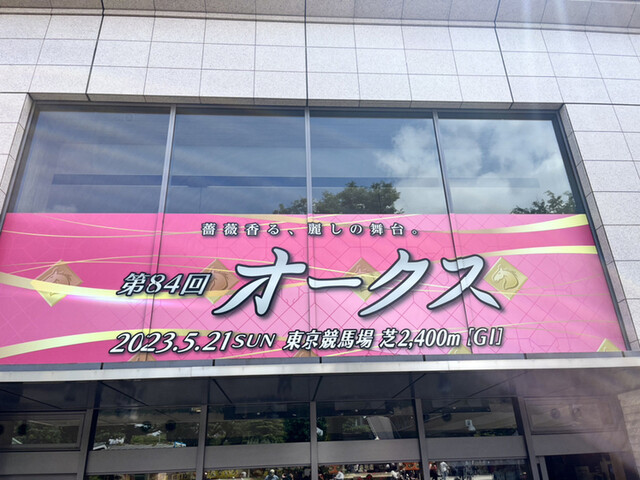 薔薇香る、麗しの舞台。
第84回 オークス
2023.5.21 SUN 東京競馬場 芝2,400m [GI]